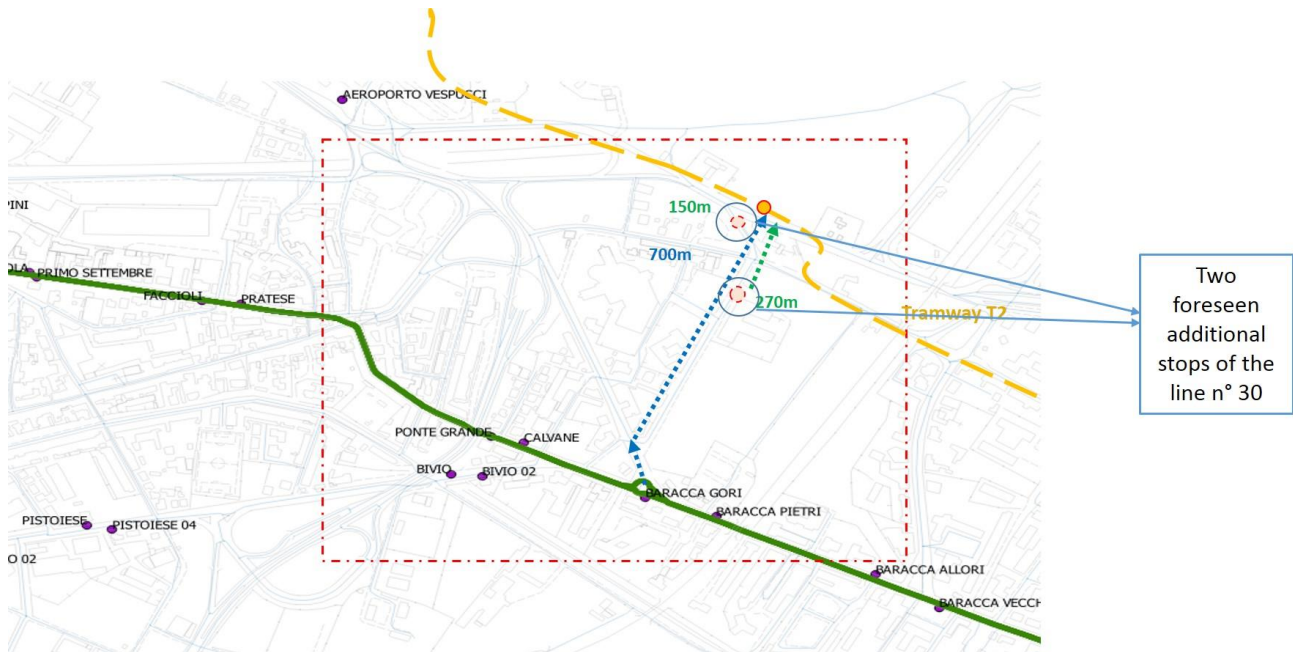 AEROPORTO VESPUCCI
PINI
150m
700m
OLA
PRIMO SETTEMBRE
FACCIOLI
PRATESE
270m
Tramway T2
Two
foreseen
additional
stops of the
line n° 30
PONTE GRANDE
CALVANE
BIVIO
BIVIO 02
BARACCA GORI
BARACCA PIETRI
PISTOIESE
PISTOIESE 04
O 02
BARACCA ALLORI
BARACCA VECCH